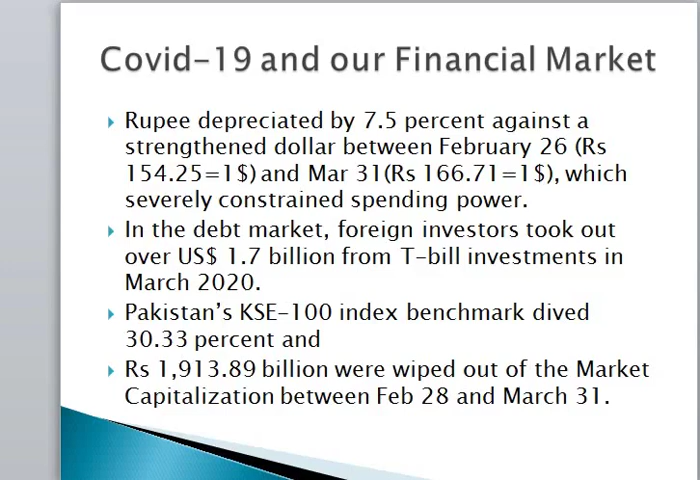 Covid-19 and our Financial Market
Rupee depreciated by 7.5 percent against a
strengthened dollar between February 26 (Rs
154.25=1$) and Mar 31(Rs 166.71=1$), which
severely constrained spending power.
In the debt market, foreign investors took out
over US$ 1.7 billion from T-bill investments in
March 2020.
Pakistan's KSE-100 index benchmark dived
30.33 percent and
Rs 1,913.89 billion were wiped out of the Market
Capitalization between Feb 28 and March 31.